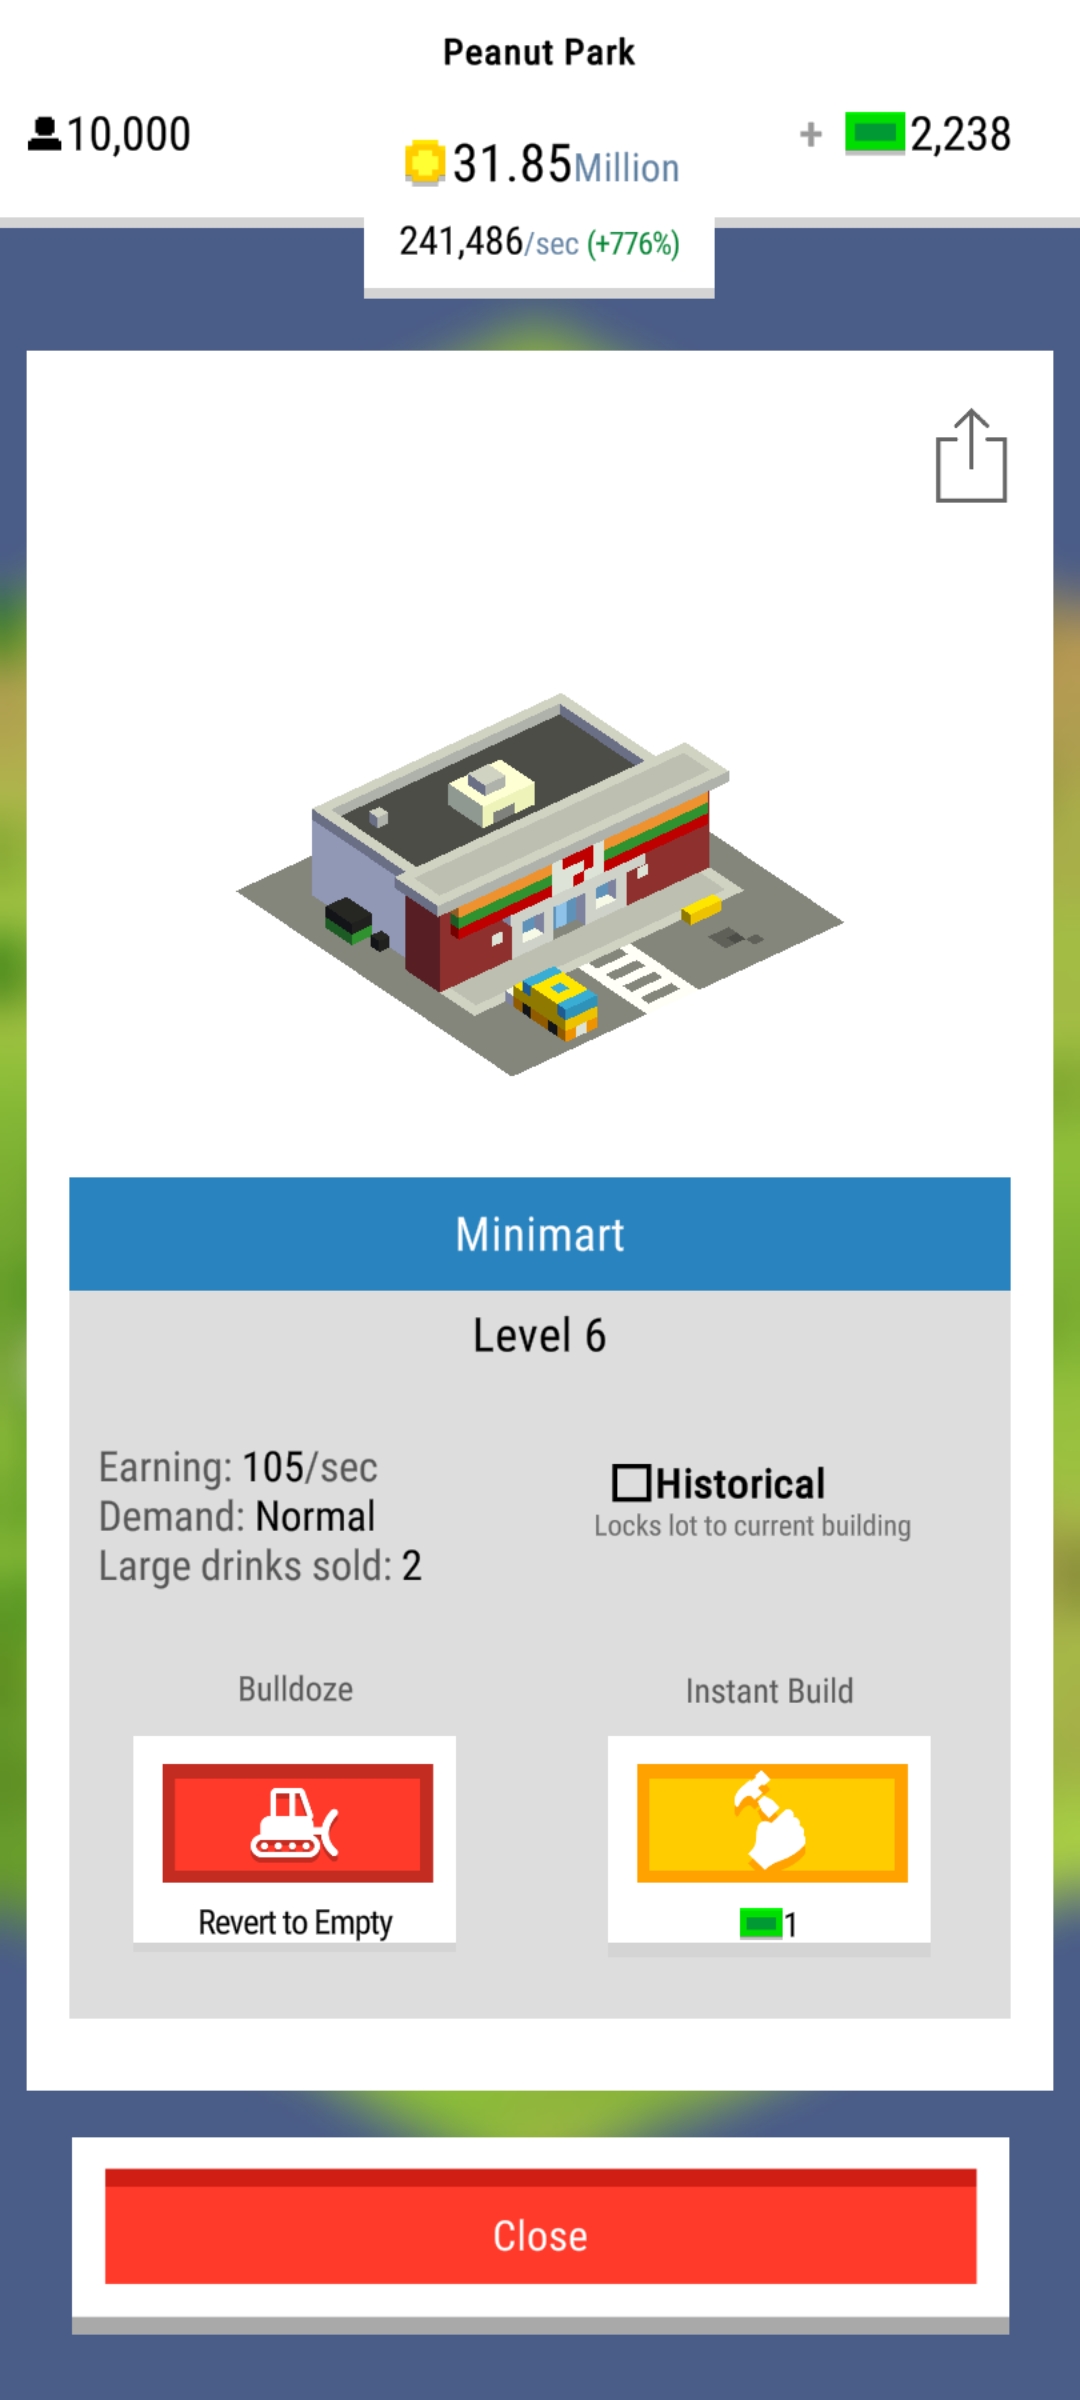 Peanut Park
10,000
31.85Million
+ 2,238
241,486/sec (+776%)
7
Minimart
Level 6
Earning: 105/sec
Demand: Normal
Large drinks sold: 2
Historical
Locks lot to current building
Bulldoze
Instant Build
Revert to Empty
1
Close